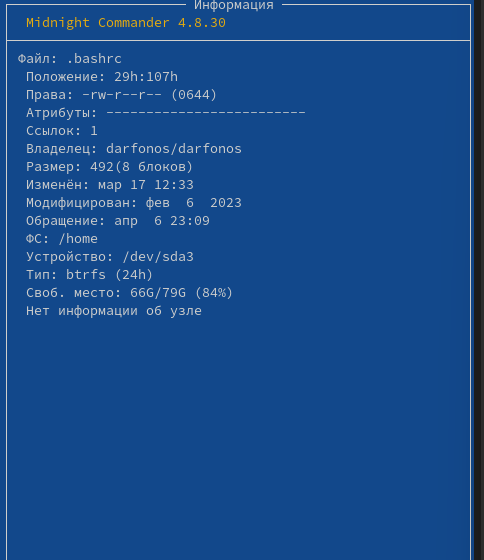 Информация
Midnight Commander 4.8.30
Файл: .bashrc
Положение: 29h:107h
Права: -rw-r--r-- (0644)
Атрибуты: -------------------------
Ссылок: 1
Владелец: darfonos/darfonos
Размер: 492(8 блоков)
Изменён: мар 17 12:33
Модифицирован: фев  6  2023
Обращение: апр  6 23:09
ФС: /home
Устройство: /dev/sda3
Тип: btrfs (24h)
Своб. место: 66G/79G (84%)
Нет информации об узле